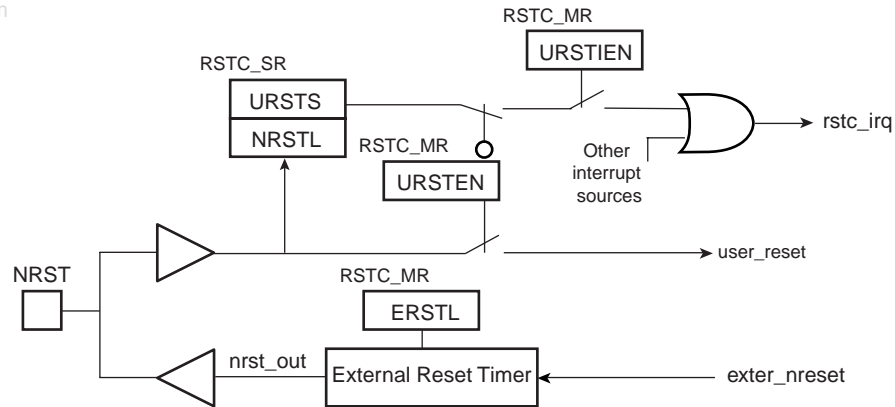 m
RSTC_MR
URSTIEN
RSTC_SR
URSTS
NRSTL
rstc_irq
RSTC_MR
URSTEN
Other
interrupt
sources
NRST
user_reset
RSTC_MR
ERSTL
nrst_out
External Reset Timer
exter_nreset